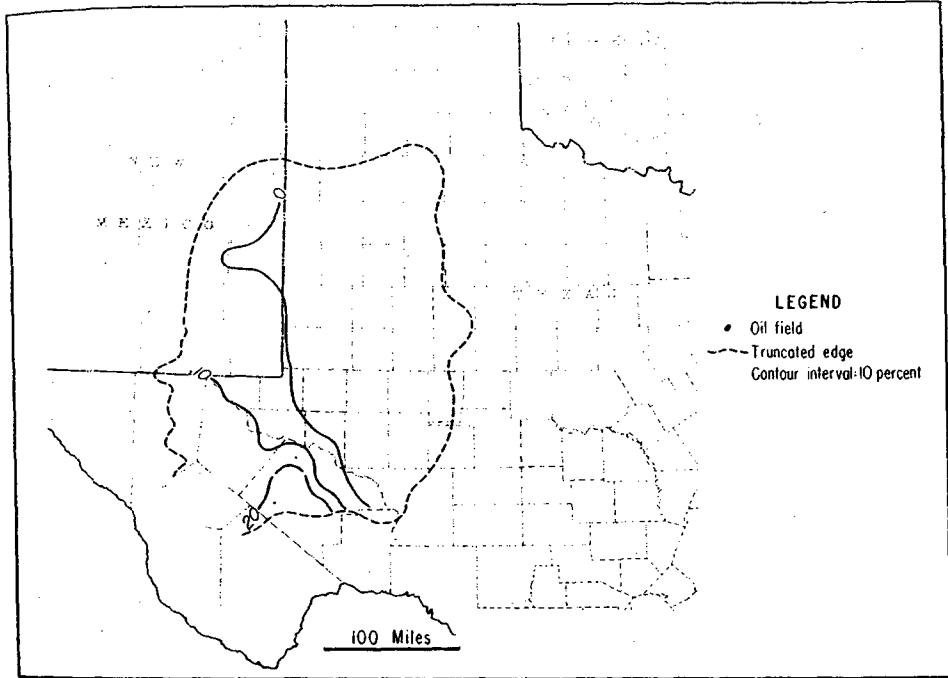 NEW
MEXICO
TEXAS
0
10
20
LEGEND
Oil field
Truncated edge
Contour interval: 10 percent
100 Miles